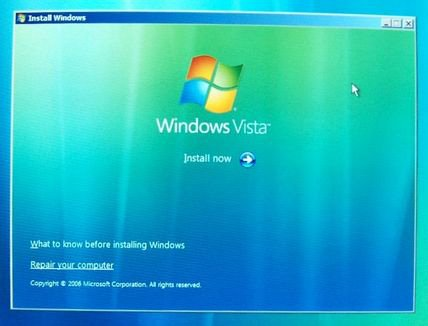 Install Windows
Windows Vista™
Install now
What to know before installing Windows
Repair your computer
Copyright © 2006 Microsoft Corporation. All rights reserved.